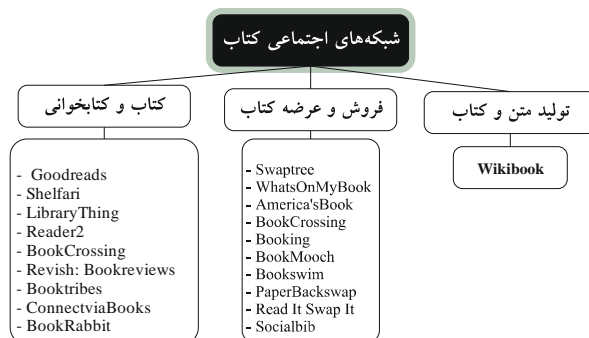 شبکه‌های اجتماعی کتاب
کتاب و کتابخوانی
فروش و عرضه کتاب
تولید متن و کتاب
- Goodreads
- Shelfari
- LibraryThing
- Reader2
- BookCrossing
- Revish: Bookreviews
- Booktribes
- ConnectviaBooks
- BookRabbit
- Swaptree
- WhatsOnMyBook
- America'sBook
- BookCrossing
- Booking
- BookMooch
- Bookswim
- PaperBackswap
- Read It Swap It
- Socialbib
Wikibook